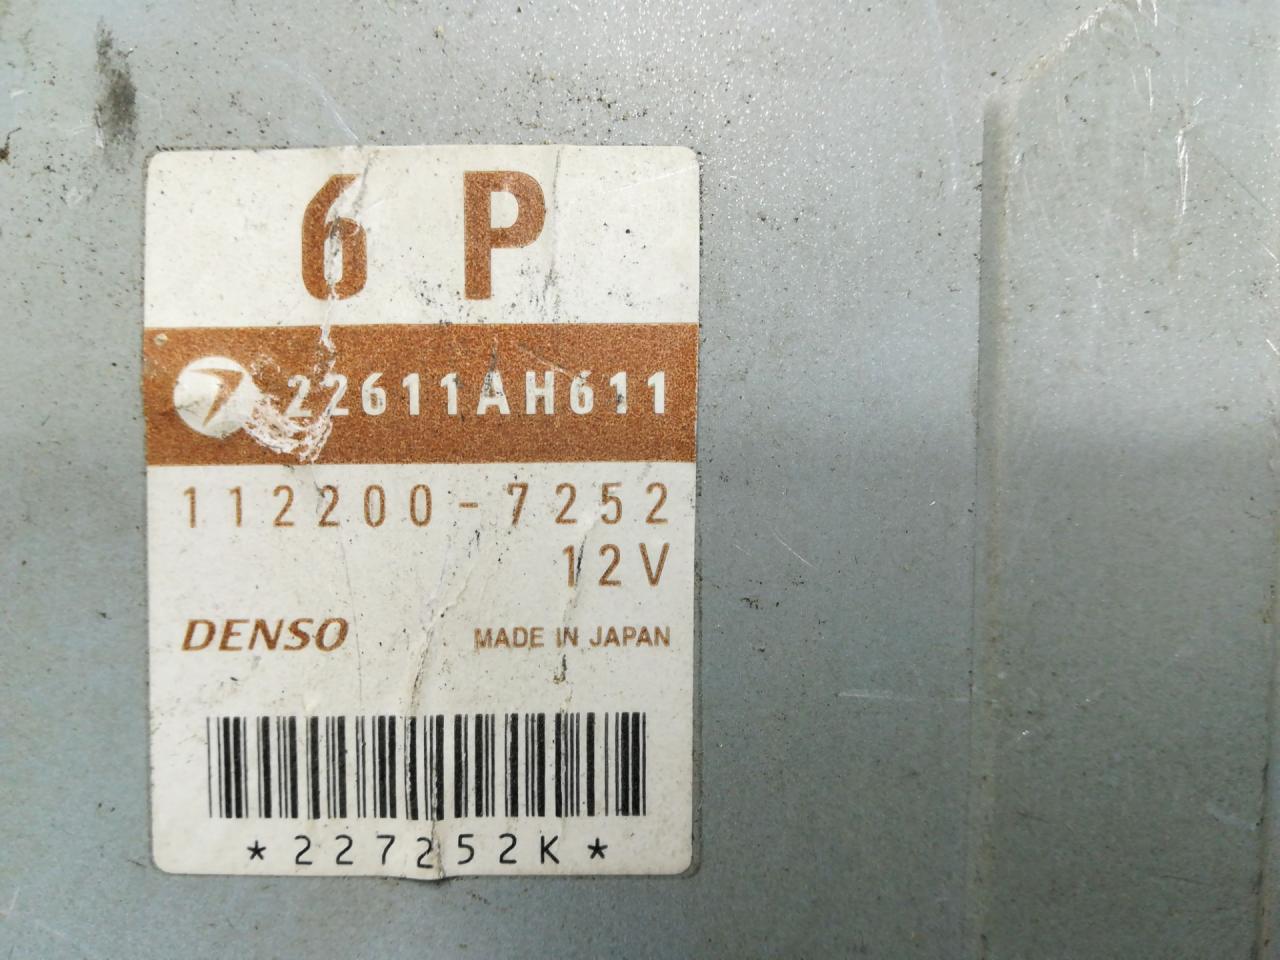 6 P
22611AH611
112200-7252
12V
DENSO MADE IN JAPAN
*227252K*